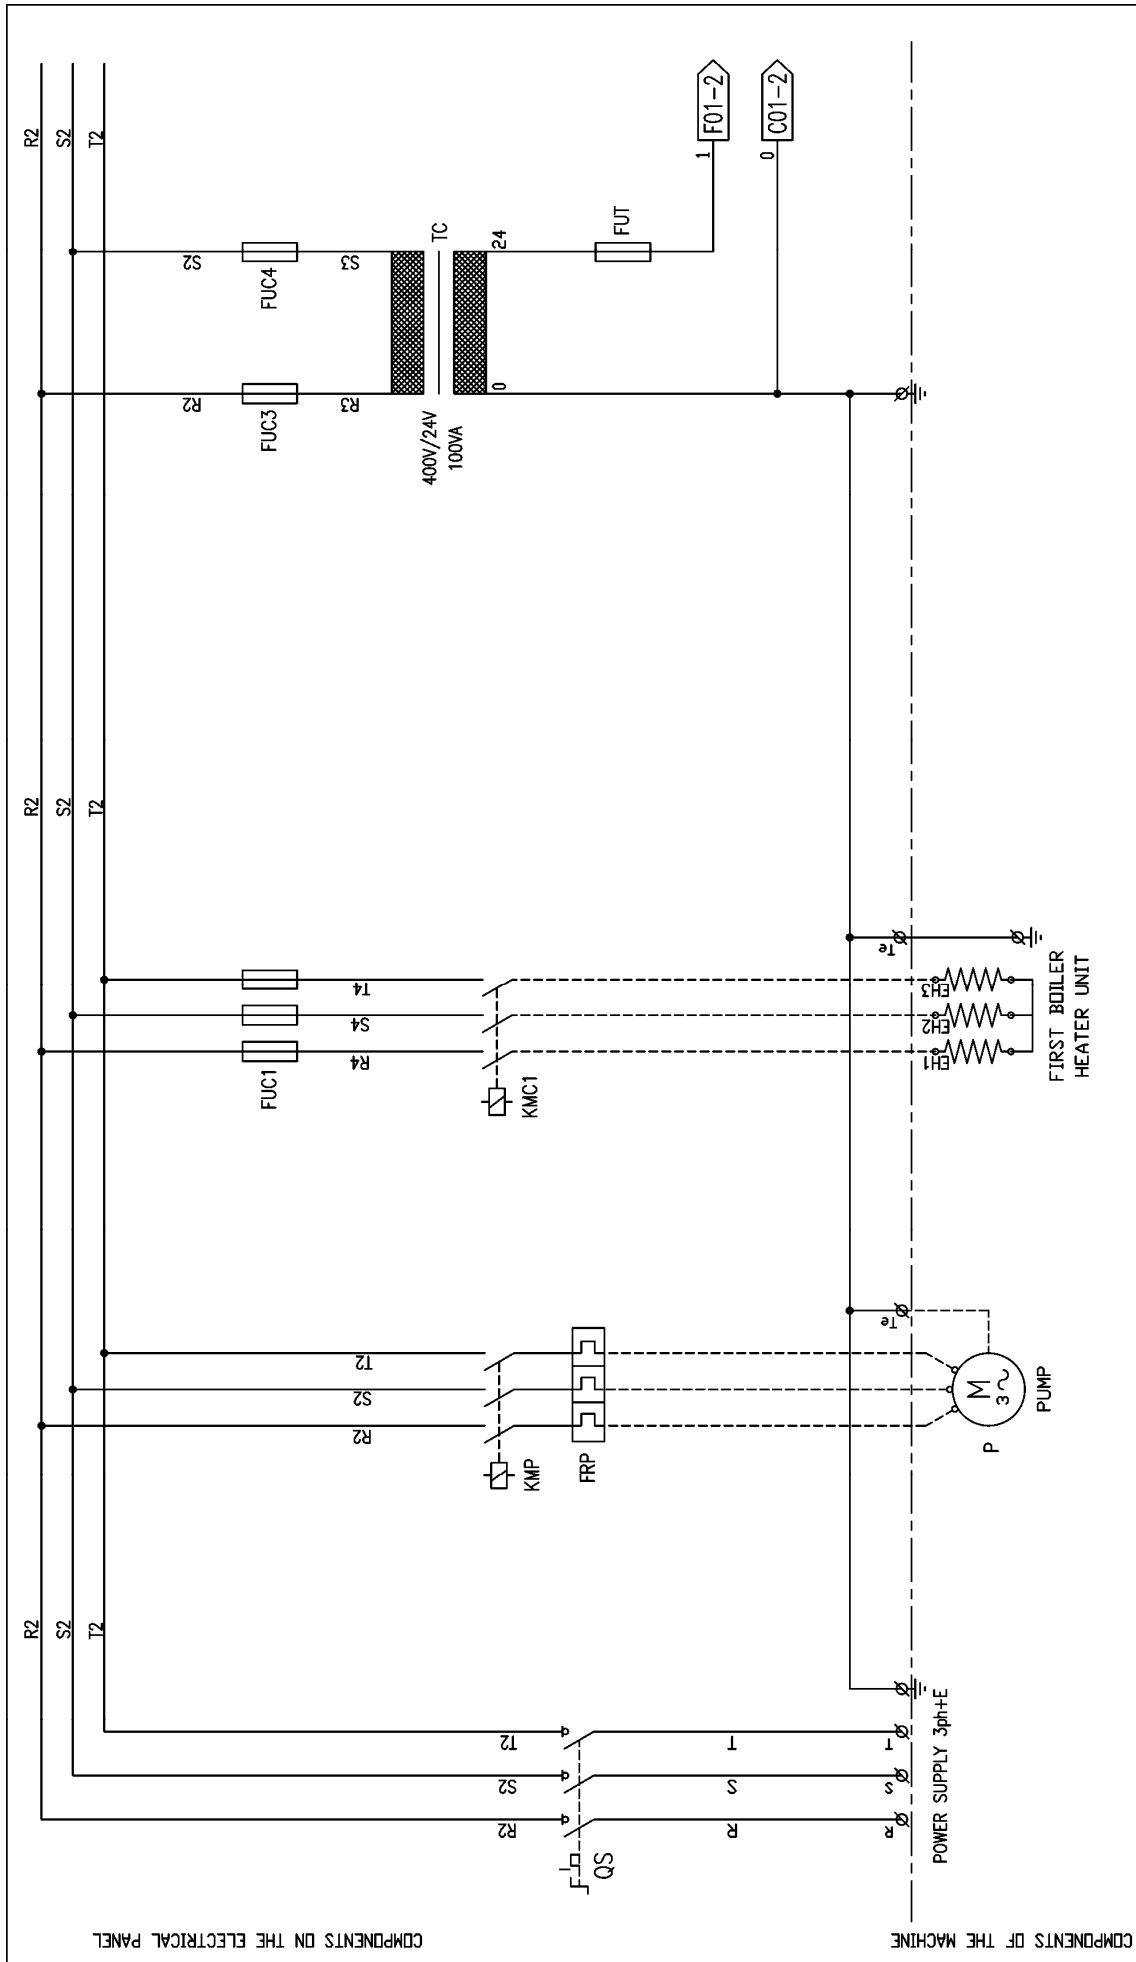 R2
S2
T2
R2
S2
T2
R2
S2
T2
COMPONENTS ON THE ELECTRICAL PANEL
COMPONENTS OF THE MACHINE
R2
S2
T2
QS
R
S
T
R
S
T
POWER SUPPLY 3ph+E
R2
S2
T2
KMP
FRP
Te
M
3~
P
PUMP
FUC1
R4
S4
T4
KMC1
Te
EH1
EH2
EH3
FIRST BOILER
HEATER UNIT
R2
S2
FUC3
FUC4
R3
S3
400V/24V
100VA
TC
0
24
FUT
1
F01-2
0
C01-2